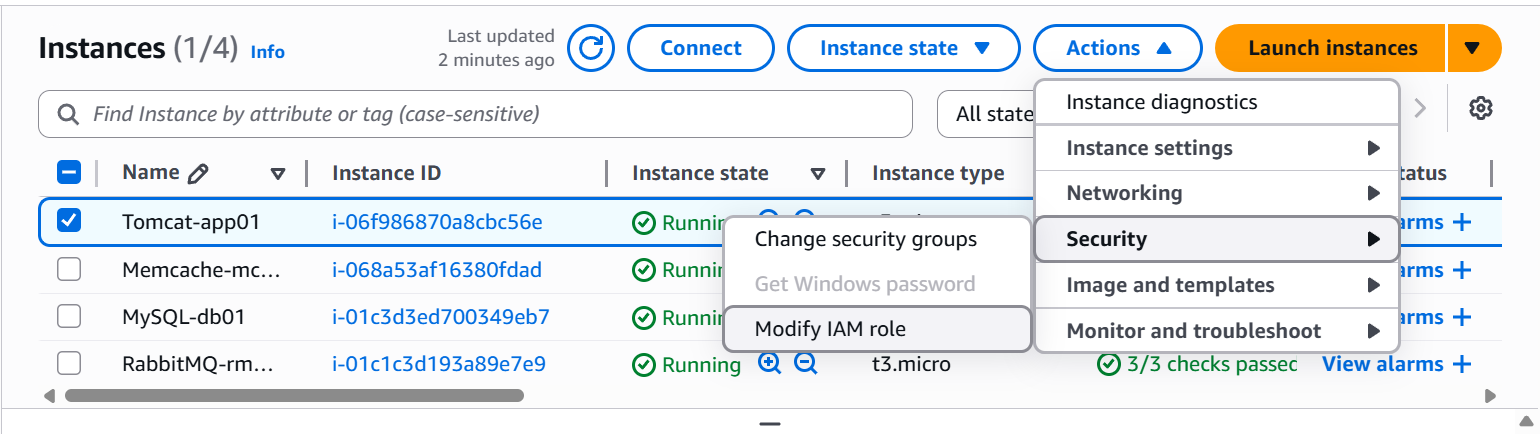 Instances (1/4) Info
Last updated
2 minutes ago
Connect
Instance state
Actions
Launch instances
Find Instance by attribute or tag (case-sensitive)
All state
Instance diagnostics
Instance settings
Networking
Security
Image and templates
Monitor and troubleshoot
Change security groups
Get Windows password
Modify IAM role
Name Instance ID Instance state Instance type tatus
Tomcat-app01 i-06f986870a8cbc56e Runnin arms +
Memcache-mc... i-068a53af16380fdad Runnin arms +
MySQL-db01 i-01c3d3ed700349eb7 Runnin arms +
RabbitMQ-rm... i-01c1c3d193a89e7e9 Running t3.micro 3/3 checks passed View alarms +